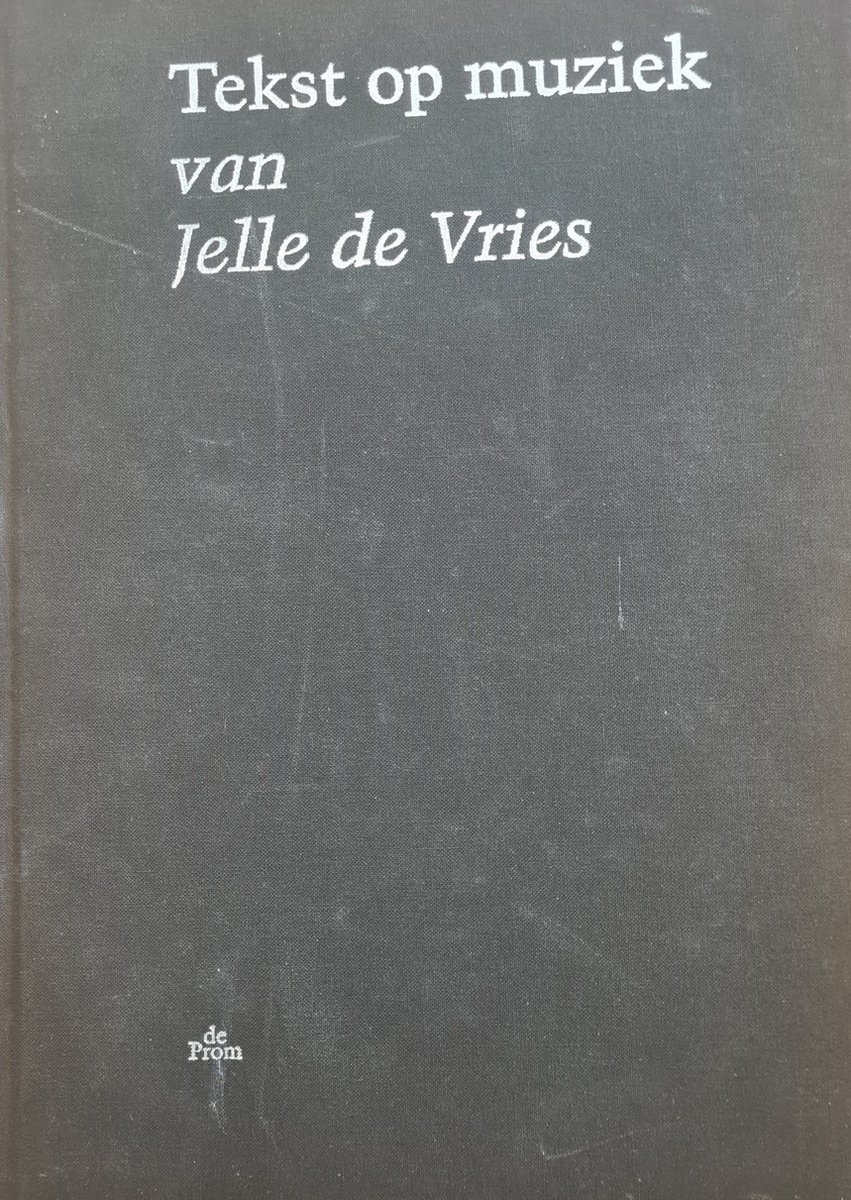 Tekst op muziek
van
Jelle de Vries
de
Prom